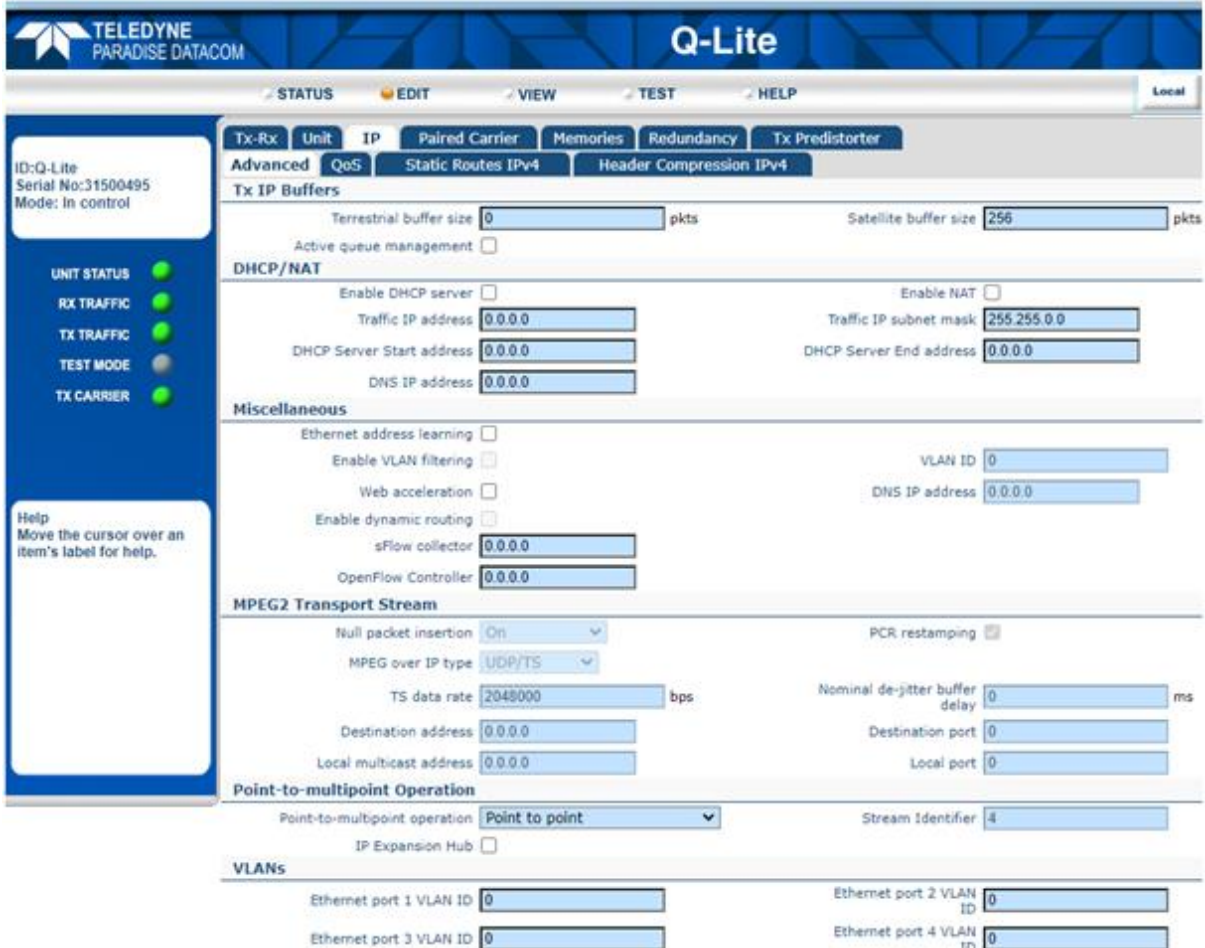 TELEDYNE
PARADISE DATACOM
Q-Lite
STATUS EDIT VIEW TEST HELP Local
ID:Q-Lite
Serial No:31500495
Mode: In control
UNIT STATUS
RX TRAFFIC
TX TRAFFIC
TEST MODE
TX CARRIER
Help
Move the cursor over an
item's label for help.
Tx-Rx Unit IP Paired Carrier Memories Redundancy Tx Predistorter
Advanced QoS Static Routes IPv4 Header Compression IPv4
Tx IP Buffers
Terrestrial buffer size 0 pkts Satellite buffer size 256 pkts
Active queue management
DHCP/NAT
Enable DHCP server Enable NAT
Traffic IP address 0.0.0.0 Traffic IP subnet mask 255.255.0.0
DHCP Server Start address 0.0.0.0 DHCP Server End address 0.0.0.0
DNS IP address 0.0.0.0
Miscellaneous
Ethernet address learning
Enable VLAN filtering VLAN ID 0
Web acceleration DNS IP address 0.0.0.0
Enable dynamic routing
sFlow collector 0.0.0.0
OpenFlow Controller 0.0.0.0
MPEG2 Transport Stream
Null packet insertion On PCR restamping
MPEG over IP type UDP/TS
TS data rate 2048000 bps Nominal de-jitter buffer
delay 0 ms
Destination address 0.0.0.0 Destination port 0
Local multicast address 0.0.0.0 Local port 0
Point-to-multipoint Operation
Point-to-multipoint operation Point to point Stream Identifier 4
IP Expansion Hub
VLANs
Ethernet port 1 VLAN ID 0 Ethernet port 2 VLAN
ID 0
Ethernet port 3 VLAN ID 0 Ethernet port 4 VLAN
ID 0